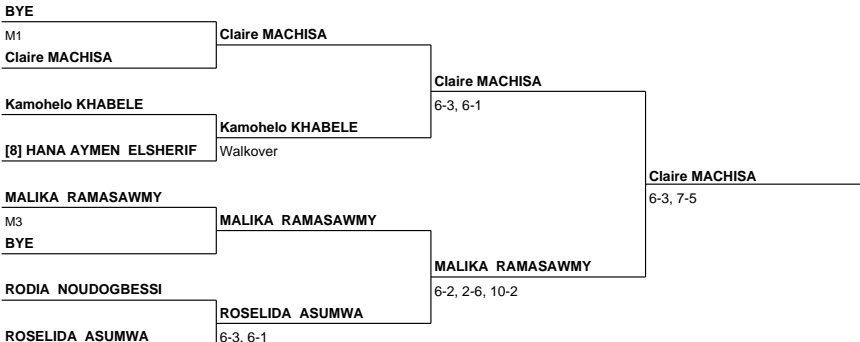 BYE
M1
Claire MACHISA
Claire MACHISA
Claire MACHISA
6-3, 6-1
Kamohelo KHABELE
Kamohelo KHABELE
[8] HANA AYMEN ELSHERIF
Walkover
Claire MACHISA
6-3, 7-5
MALIKA RAMASAWMY
M3
MALIKA RAMASAWMY
BYE
MALIKA RAMASAWMY
6-2, 2-6, 10-2
RODIA NOUDOGBESSI
ROSELIDA ASUMWA
ROSELIDA ASUMWA
6-3, 6-1